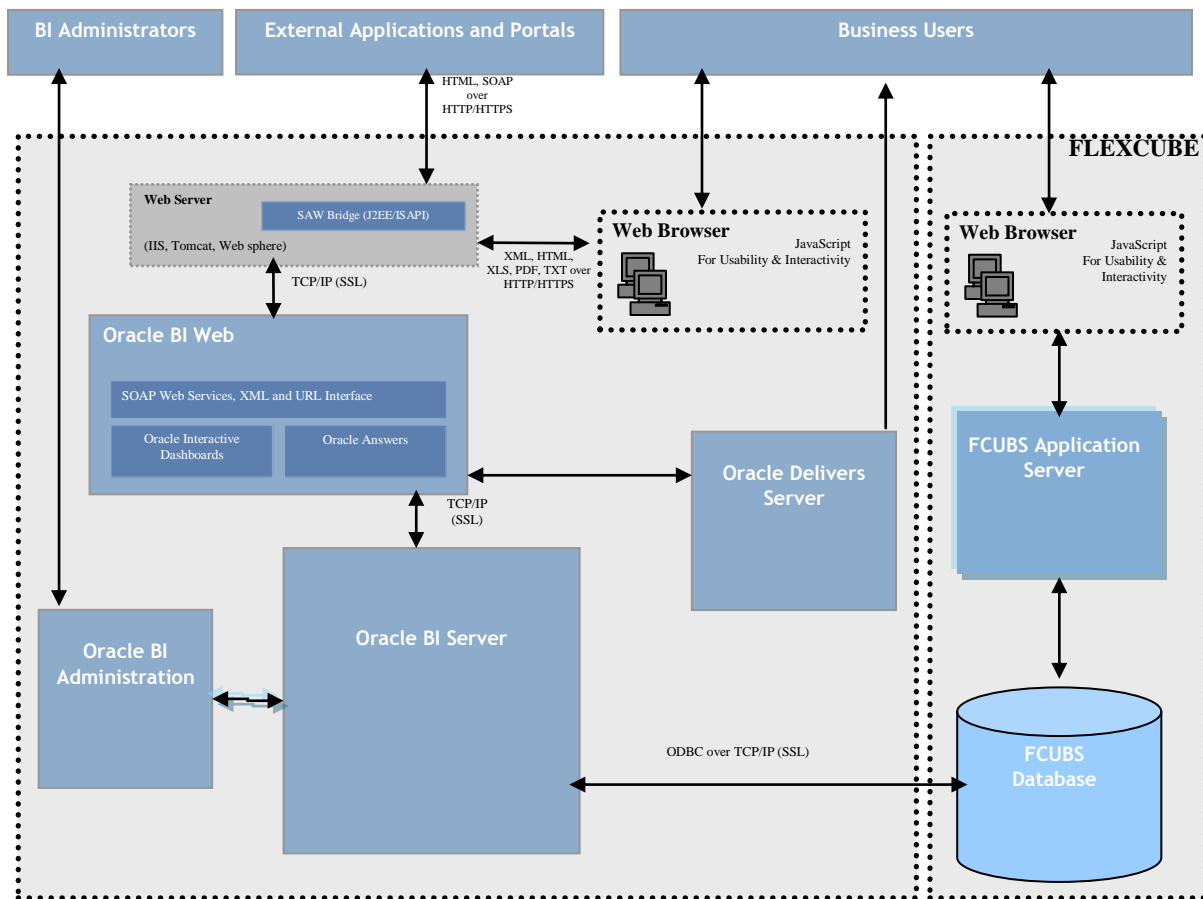 BI Administrators
External Applications and Portals
Business Users
HTML, SOAP
over
HTTP/HTTPS
FLEXCUBE
Web Server
SAW Bridge (J2EE/ISAPI)
(IIS, Tomcat, Web sphere)
XML, HTML,
XLS, PDF, TXT over
HTTP/HTTPS
Web Browser
JavaScript
For Usability & Interactivity
Web Browser
JavaScript
For Usability &
Interactivity
TCP/IP (SSL)
Oracle BI Web
SOAP Web Services, XML and URL Interface
Oracle Interactive
Dashboards
Oracle Answers
TCP/IP
(SSL)
Oracle Delivers
Server
FCUBS Application
Server
Oracle BI
Administration
Oracle BI Server
ODBC over TCP/IP (SSL)
FCUBS
Database